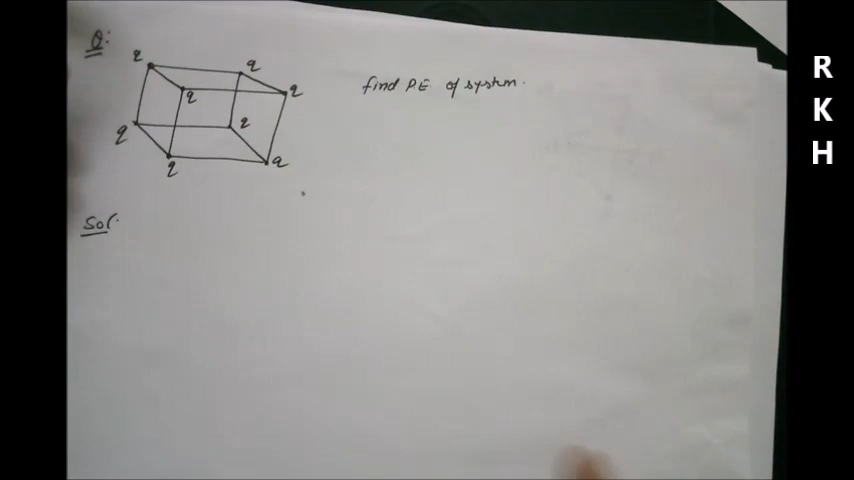 Q:
q q
q q
find P.E. of system.
q q
q q
Sol:
R
K
H